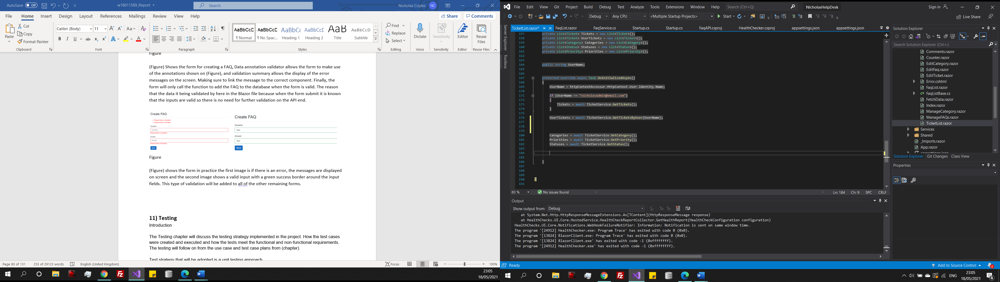 AutoSave Off
w18011589_Report
Search
Nicholas Coyles NC
File Home Insert Design Layout References Mailings Review View Help
Share Comments
Paste
Cut
Copy
Format Painter
Calibri (Body) 11
AaBbCcD AaBbCcD AaBbCc AaBbCcD AaB AaBbCcD
¶ Normal ¶ No Spac... Heading 1 Heading 2 Title Subtitle
Find
Replace
Select
Dictate Sensitivity Editor Reuse Files
Clipboard Font Paragraph Styles Editing Voice Sensitivity Editor Reuse Files
Figure
(Figure) Shows the form for creating a FAQ, Data annotation validator allows the form to make use
of the annotations shown on (Figure), and validation summary allows the display of the error
messages on the screen. Making sure to link the message to the correct component. Finally, the
form will only call the function to add the FAQ to the database when the form is valid. The reason
that the data it being validated by here in the Blazor file because when the form submit it is known
that the inputs are valid so there is no need for further validation on the API end.
Create FAQ
Please Enter a Question
Please Enter an Answer
Question
Question
Please Enter a Question
Answer
Answer
Please Enter an Answer
Save
Create FAQ
Question
Test
Answer
Test
Save
Figure
(Figure) shows the form in practice the first image is if there is an error, the messages are displayed
on screen and the second image shows a valid input with a green success border around the input
fields. This type of validation will be added to all of the other remaining forms.
11) Testing
Introduction
The Testing chapter will discuss the testing strategy implemented in the project. How the test cases
were created and executed and how the tests meet the functional and non-functional requirements.
The testing will follow on from the use case and test case plans from (chapter).
Test strategy that will be adopted is a unit testing approach
Page 80 of 131 253 of 29123 words English (United Kingdom) Focus 100%
23:05
18/05/2021
File Edit View Git Project Build Debug Test Analyze Tools Extensions Window Help Search (Ctrl+Q) NicholasHelpDesk Sign in
Debug Any CPU <Multiple Startup Projects> Start Live Share
Server Explorer
Toolbox
TicketList.razor* FaqList.razor FaqService.cs Startup.cs Startup.cs FaqAPI.csproj HealthChecker.csproj appsettings.json appsettings.json
157 private List<Ticket> Tickets = new List<Ticket>();
158 private List<Ticket> UserTickets = new List<Ticket>();
159 private List<Category> Categories = new List<Category>();
160 private List<Status> Statuses = new List<Status>();
161 private List<Priority> Priorities = new List<Priority>();
162
163
164 public string UserName;
165
166
167 protected override async Task OnInitializedAsync()
168 {
169 UserName = httpContextAccessor.HttpContext.User.Identity.Name;
170
171 if (UserName == "nicholasadmin@email.com")
172 {
173 Tickets = await TicketService.GetTickets();
174 }
175
176 UserTickets = await TicketService.GetTicketsByUser(UserName);
177
178
179
180 Categories = await TicketService.GetCategory();
181 Priorities = await TicketService.GetPriority();
182 Statuses = await TicketService.GetStatus();
183
184
185
186 }
187
188
189
190 }
191
80 % No issues found Ln: 184 Ch: 9 SPC CRLF
Output
Show output from: Debug
at System.Net.Http.HttpResponseMessageExtensions.As[TContent](HttpResponseMessage response)
at HealthChecks.UI.Core.HostedService.HealthCheckReportCollector.GetHealthReport(HealthCheckConfiguration configuration)
HealthChecks.UI.Core.Notifications.WebHookFailureNotifier: Information: Notification is sent on same window time.
The program '[24912] HealthChecker.exe: Program Trace' has exited with code 0 (0x0).
The program '[13824] BlazorClient.exe: Program Trace' has exited with code 0 (0x0).
The program '[13824] BlazorClient.exe' has exited with code -1 (0xffffffff).
The program '[24912] HealthChecker.exe' has exited with code -1 (0xffffffff).
Solution Explorer
Search Solution Explorer (Ctrl+;)
Comments.razor
Counter.razor
EditCategory.razor
EditFaq.razor
EditTicket.razor
Error.cshtml
FaqList.razor
C# FaqListBase.cs
FetchData.razor
Index.razor
ManageCategory.razor
ManageFAQs.razor
TicketList.razor
Services
Shared
_Imports.razor
App.razor
appsettings.json
Solution Explorer Git Changes Class View
Properties
Ready Add to Source Control 4
ENG
23:05
18/05/2021
4